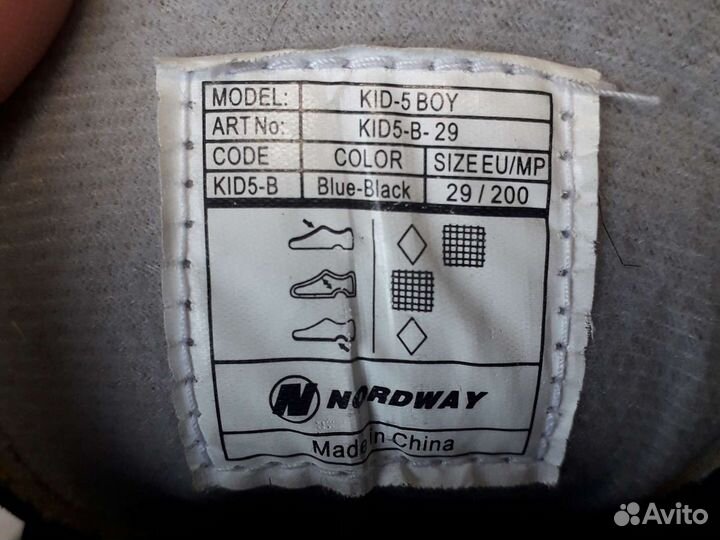 MODEL: KID-5 BOY
ART No: KID5-B-29
CODE COLOR SIZE EU/MP
KID5-B Blue-Black 29/200
N NORDWAY
Made in China
Avito